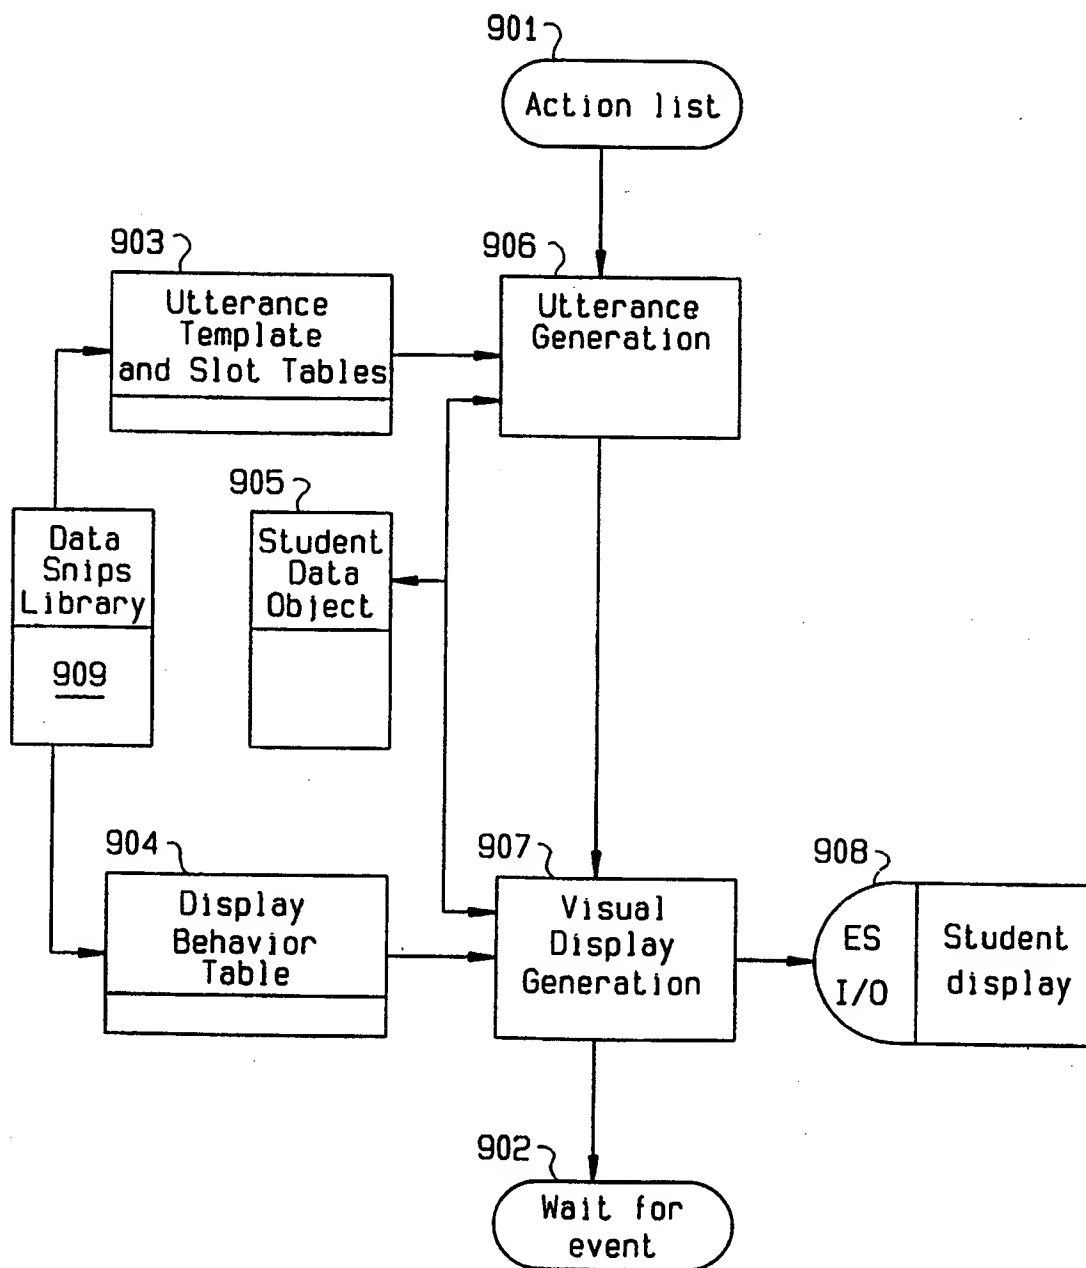 901
Action list
903
906
Utterance
Template
and Slot Tables
Utterance
Generation
905
Data
Snips
Library
909
Student
Data
Object
904
907
908
Display
Behavior
Table
Visual
Display
Generation
ES
I/O
Student
display
902
Wait for
event